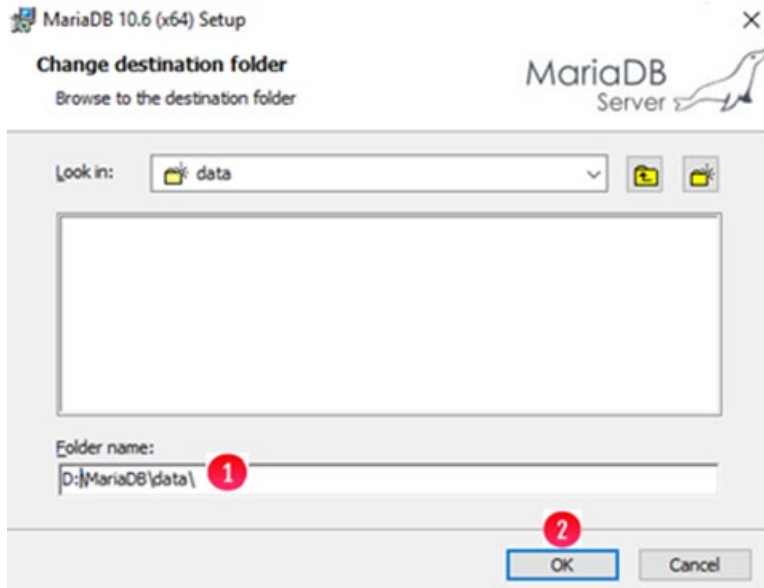 MariaDB 10.6 (x64) Setup
Change destination folder
Browse to the destination folder
MariaDB
Server
Look in:
data
Folder name:
D:\MariaDB\data\
1
2
OK
Cancel